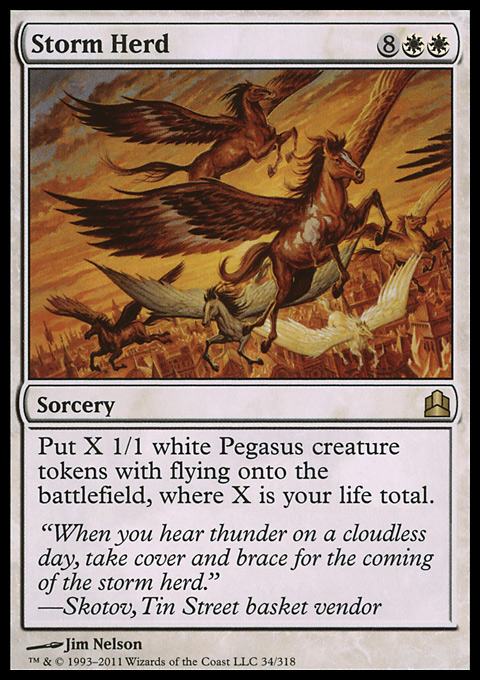 Storm Herd 8
Sorcery
Put X 1/1 white Pegasus creature
tokens with flying onto the
battlefield, where X is your life total.
“When you hear thunder on a cloudless
day, take cover and brace for the coming
of the storm herd.”
—Skotov, Tin Street basket vendor
Jim Nelson
™ & © 1993–2011 Wizards of the Coast LLC 34/318